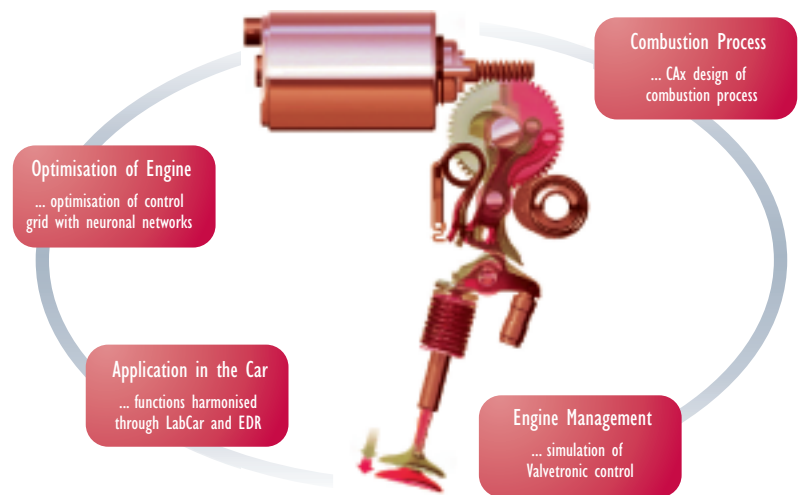 Combustion Process
... CAx design of
combustion process
Optimisation of Engine
... optimisation of control
grid with neuronal networks
Application in the Car
... functions harmonised
through LabCar and EDR
Engine Management
... simulation of
Valvetronic control